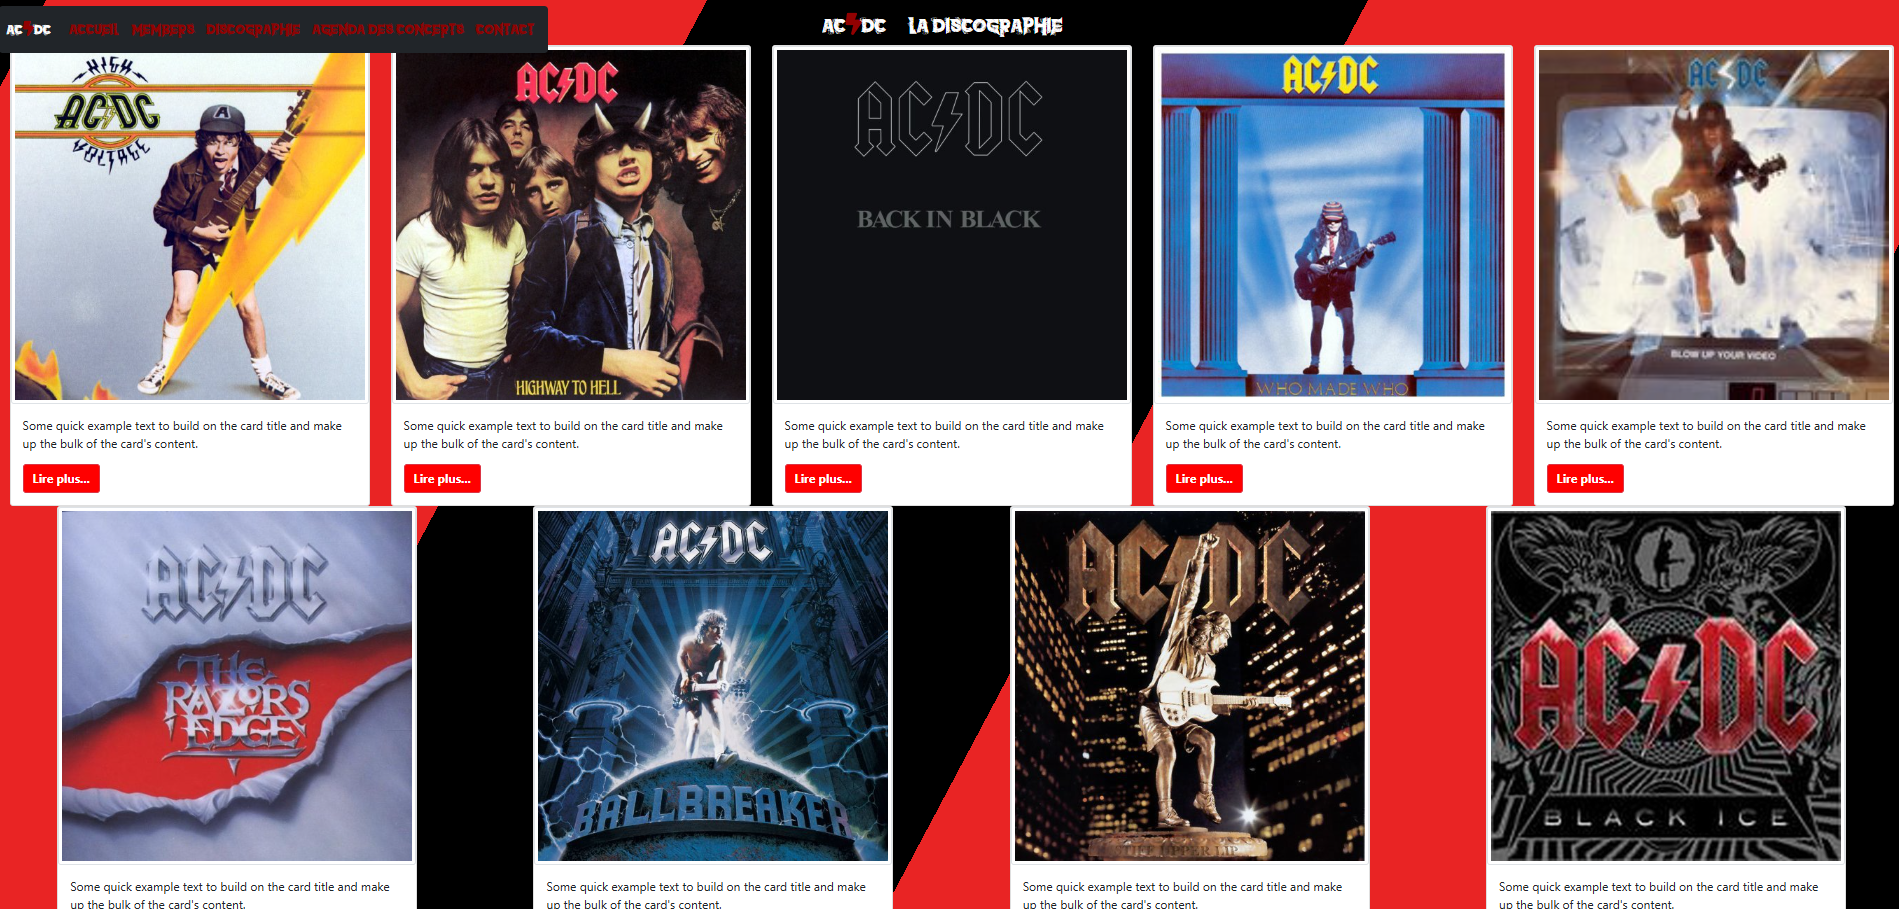 AC DC ACCUEIL MEMBERS DISCOGRAPHIE AGENDA DES CONCERTS CONTACT
AC DC LA DISCOGRAPHIE
HIGH
AC DC
VOLTAGE
A
AC DC
HIGHWAY TO HELL
AC DC
BACK IN BLACK
AC DC
WHO MADE WHO
AC DC
BLOW UP YOUR VIDEO
Some quick example text to build on the card title and make
up the bulk of the card's content.
Lire plus...
Some quick example text to build on the card title and make
up the bulk of the card's content.
Lire plus...
Some quick example text to build on the card title and make
up the bulk of the card's content.
Lire plus...
Some quick example text to build on the card title and make
up the bulk of the card's content.
Lire plus...
Some quick example text to build on the card title and make
up the bulk of the card's content.
Lire plus...
AC DC
THE
RAZORS
EDGE
AC DC
BALLBREAKER
AC DC
STIFF UPPER LIP
AC DC
BLACK ICE
Some quick example text to build on the card title and make
up the bulk of the card's content.
Some quick example text to build on the card title and make
up the bulk of the card's content.
Some quick example text to build on the card title and make
up the bulk of the card's content.
Some quick example text to build on the card title and make
up the bulk of the card's content.